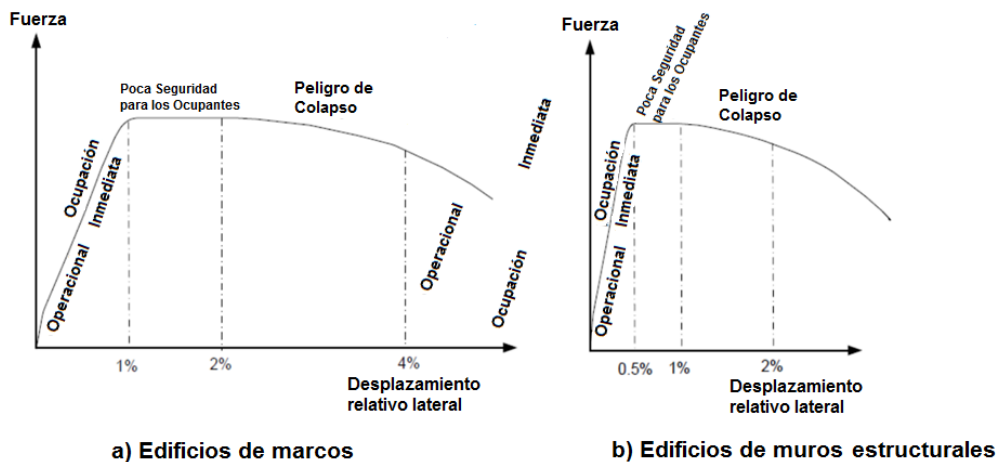 Fuerza
Poca Seguridad
para los Ocupantes
Peligro de
Colapso
Ocupación
Inmediata
Operacional
1%
2%
4%
Desplazamiento
relativo lateral
Operacional
Ocupación
Inmediata
a) Edificios de marcos
Fuerza
Poca Seguridad
para los Ocupantes
Peligro de
Colapso
Ocupación
Inmediata
Operacional
0.5%
1%
2%
Desplazamiento
relativo lateral
b) Edificios de muros estructurales